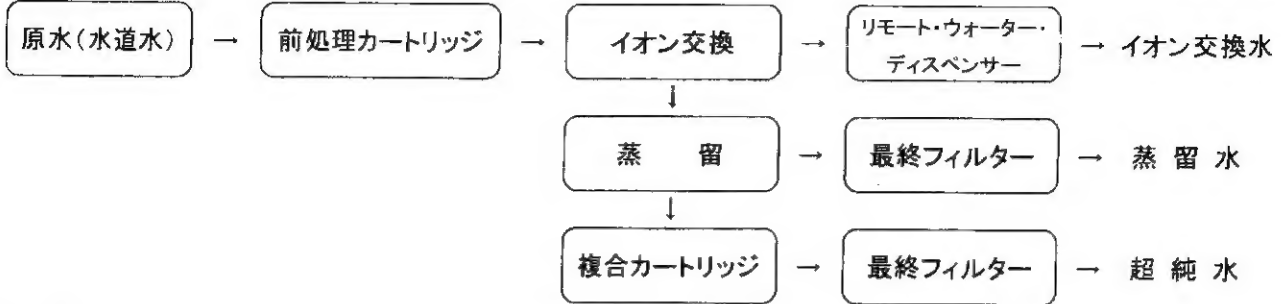 原水(水道水) → 前処理カートリッジ → イオン交換 → リモート・ウォーター・
ディスペンサー → イオン交換水
↓
蒸 留 → 最終フィルター → 蒸 留 水
↓
複合カートリッジ → 最終フィルター → 超 純 水